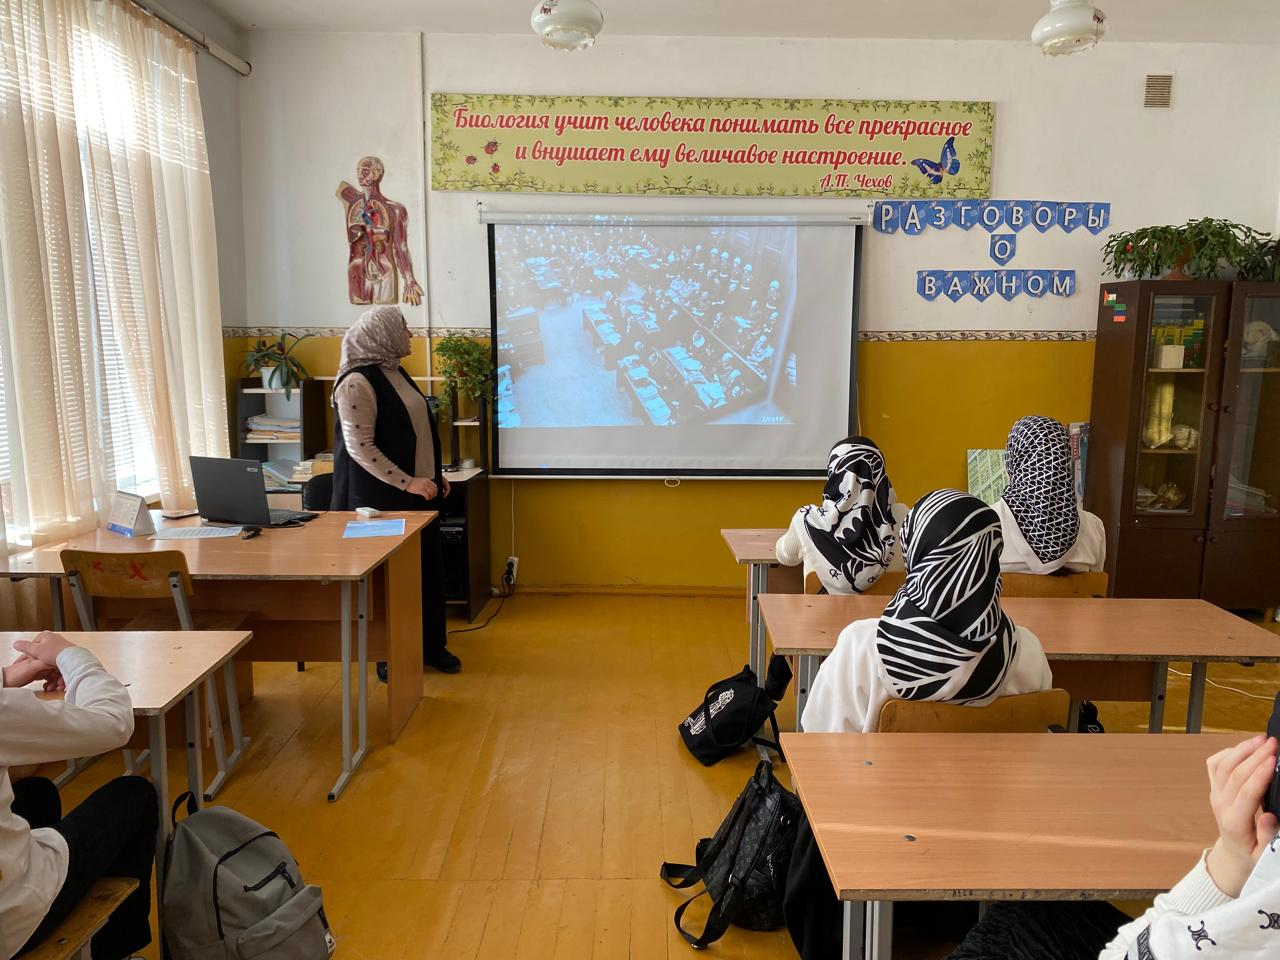 Биология учит человека понимать все прекрасное
и внушает ему величавое настроение.
А.П. Чехов
РАЗГОВОРЫ
О
ВАЖНОМ